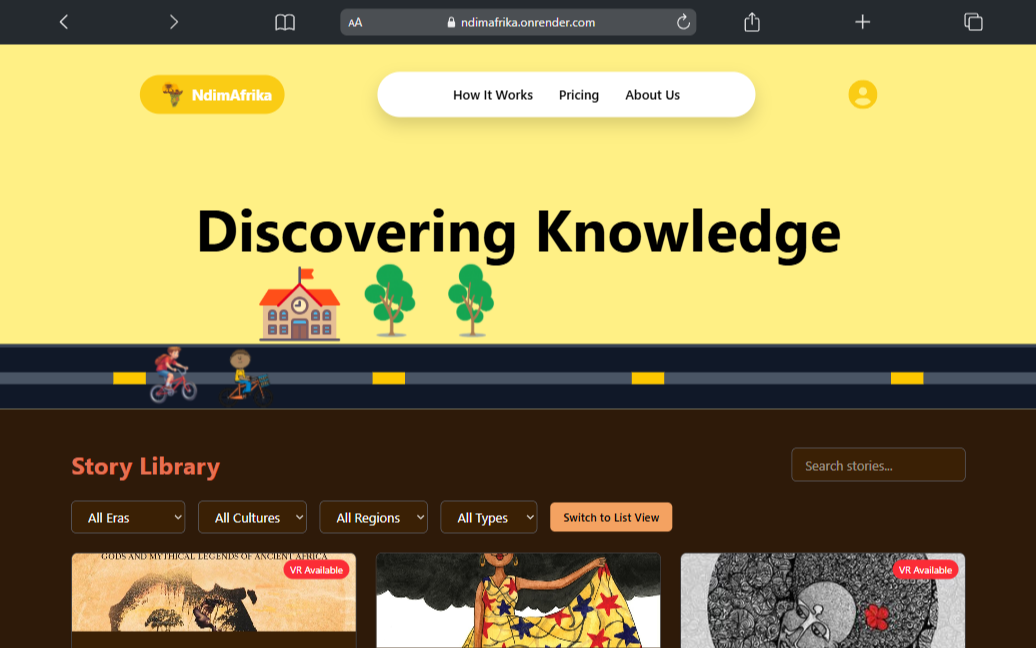 AA
ndimafrika.onrender.com
NdimAfrika
How It Works
Pricing
About Us
Discovering Knowledge
Story Library
Search stories...
All Eras
All Cultures
All Regions
All Types
Switch to List View
GODS AND MYTHICAL LEGENDS OF ANCIENT AFRICA
VR Available
VR Available